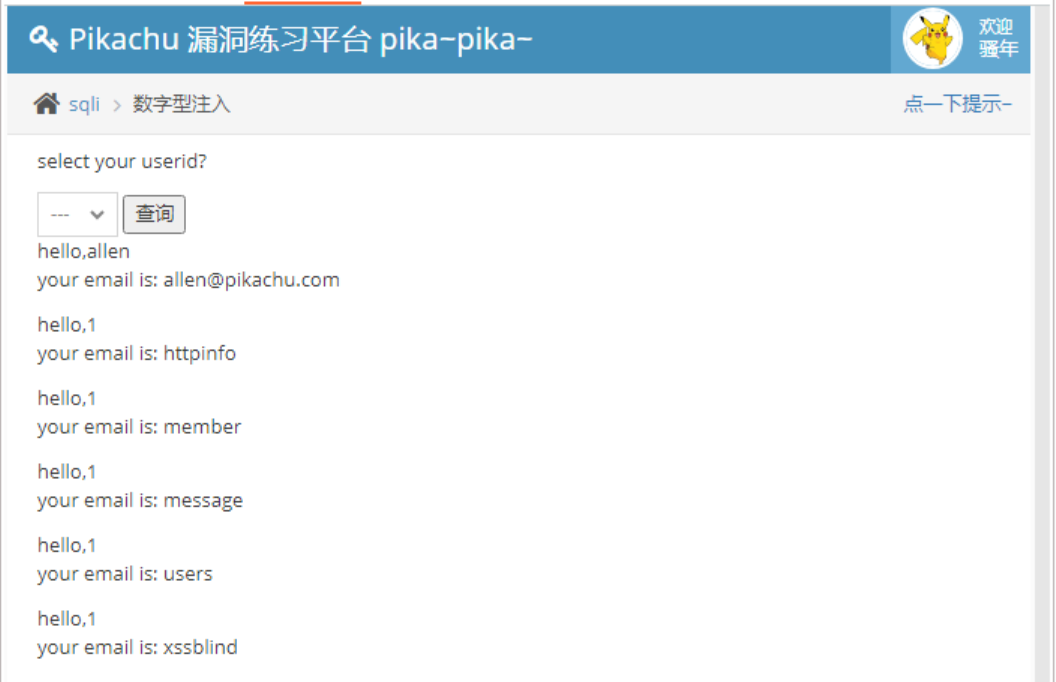 Pikachu 漏洞练习平台 pika~pika~
欢迎
骚年
sqli > 数字型注入
点一下提示~
select your userid?
---
查询
hello,allen
your email is: allen@pikachu.com
hello,1
your email is: httpinfo
hello,1
your email is: member
hello,1
your email is: message
hello,1
your email is: users
hello,1
your email is: xssblind